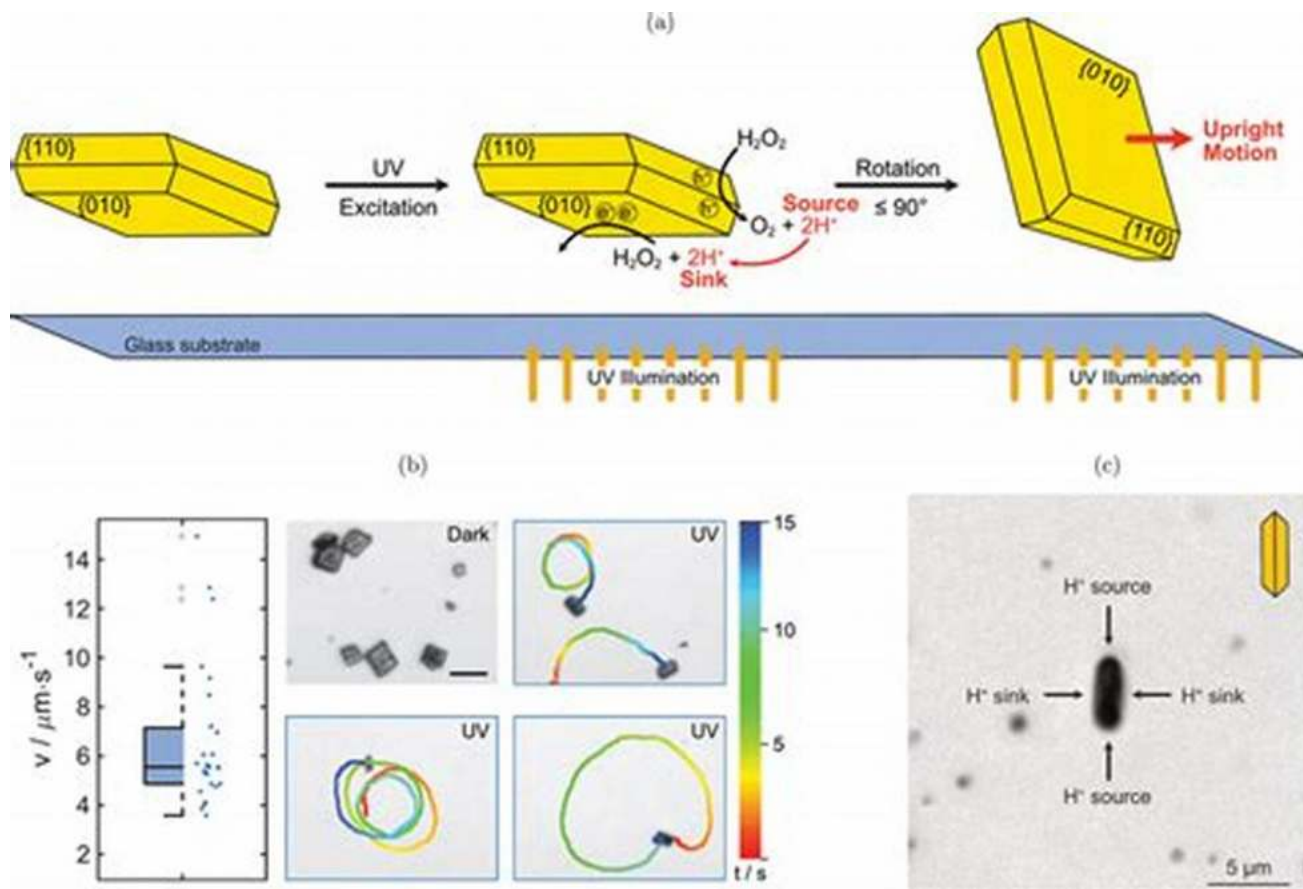 (a)
{110}
{010}
UV
Excitation
{110}
{010}
e⁻ e⁻
h⁺
h⁺
H₂O₂
Source
O₂ + 2H⁺
H₂O₂ + 2H⁺
Sink
Rotation
≤ 90°
{010}
{110}
Upright
Motion
Glass substrate
UV Illumination
UV Illumination
(b)
14
12
10
8
6
4
2
v / μm·s⁻¹
Dark
UV
UV
UV
15
10
5
t / s
(c)
H⁺ source
H⁺ sink
H⁺ sink
H⁺ source
5 μm